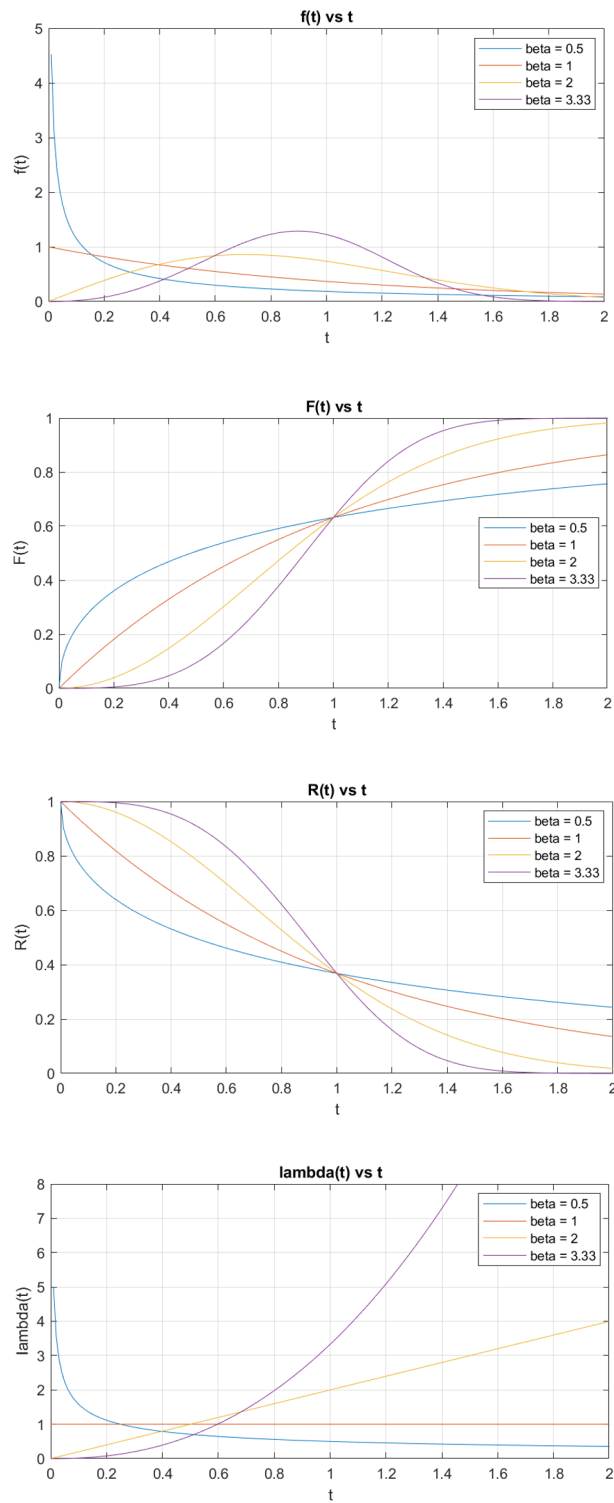 f(t) vs t
5
4
3
2
1
0
f(t)
0 0.2 0.4 0.6 0.8 1 1.2 1.4 1.6 1.8 2
t
beta = 0.5
beta = 1
beta = 2
beta = 3.33
F(t) vs t
1
0.8
0.6
0.4
0.2
0
F(t)
0 0.2 0.4 0.6 0.8 1 1.2 1.4 1.6 1.8 2
t
beta = 0.5
beta = 1
beta = 2
beta = 3.33
R(t) vs t
1
0.8
0.6
0.4
0.2
0
R(t)
0 0.2 0.4 0.6 0.8 1 1.2 1.4 1.6 1.8 2
t
beta = 0.5
beta = 1
beta = 2
beta = 3.33
lambda(t) vs t
8
7
6
5
4
3
2
1
0
lambda(t)
0 0.2 0.4 0.6 0.8 1 1.2 1.4 1.6 1.8 2
t
beta = 0.5
beta = 1
beta = 2
beta = 3.33